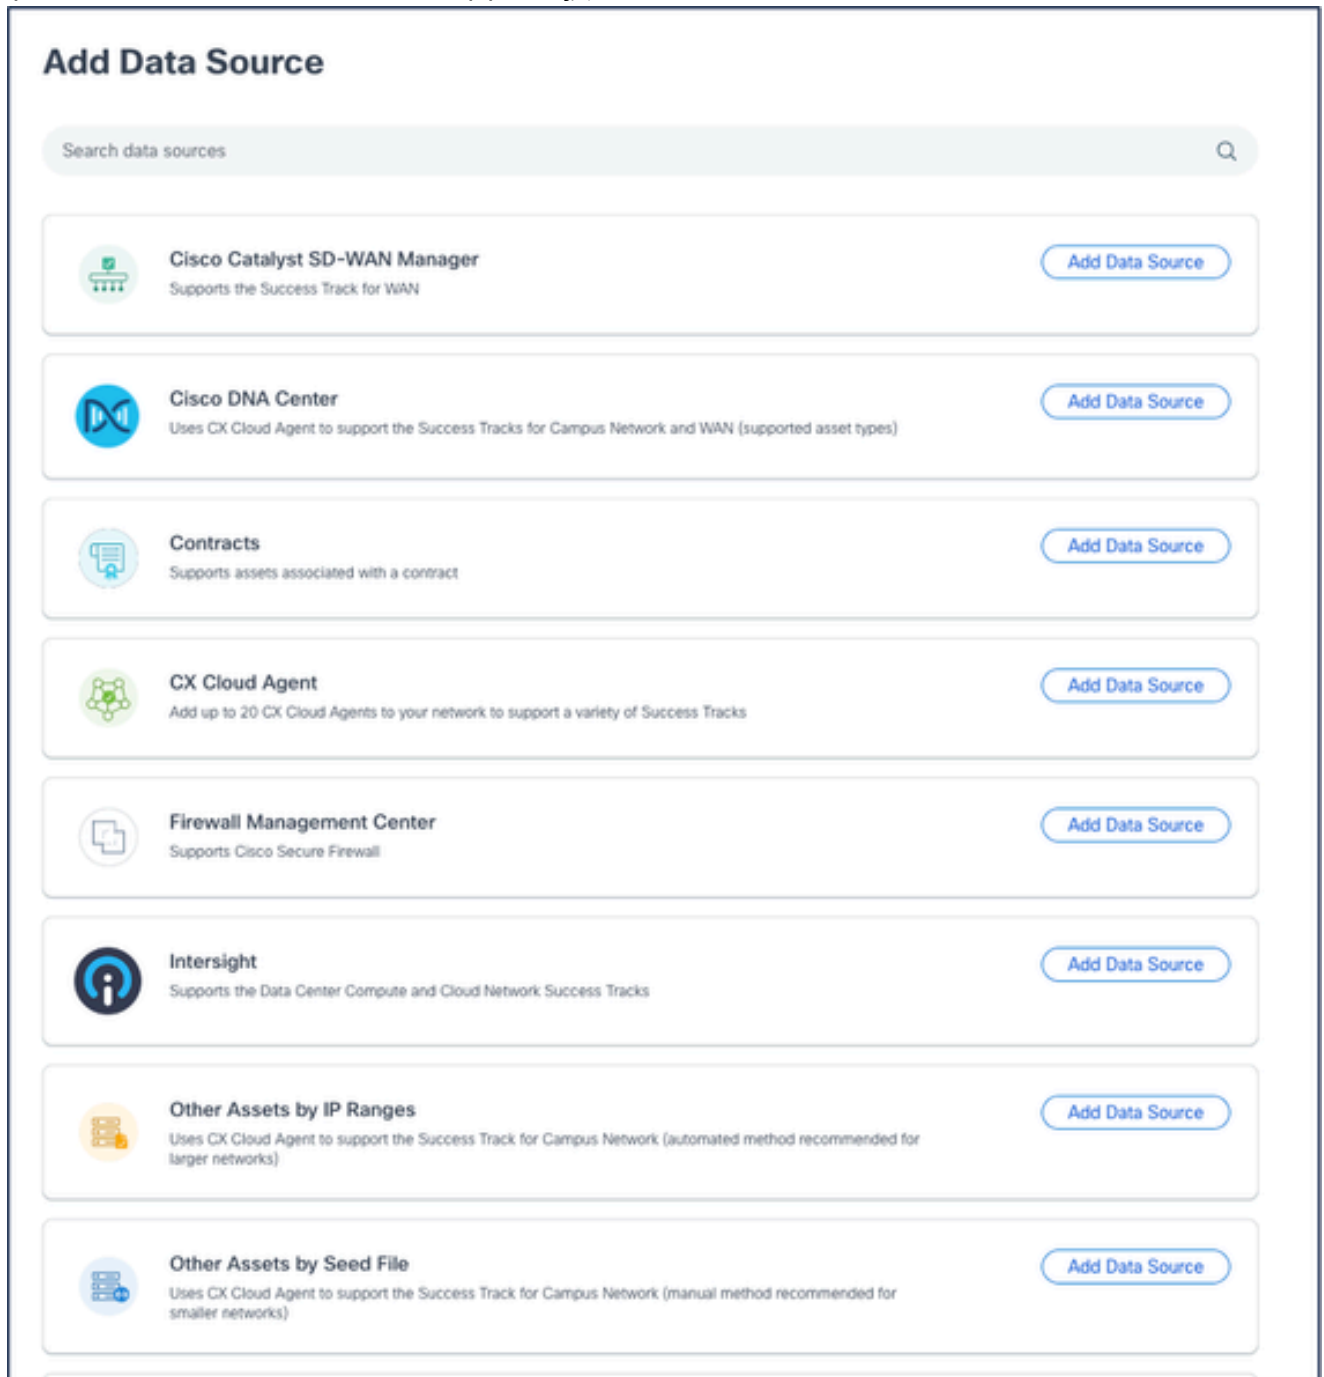 Add Data Source
Search data sources
Cisco Catalyst SD-WAN Manager
Supports the Success Track for WAN
Add Data Source
Cisco DNA Center
Uses CX Cloud Agent to support the Success Tracks for Campus Network and WAN (supported asset types)
Add Data Source
Contracts
Supports assets associated with a contract
Add Data Source
CX Cloud Agent
Add up to 20 CX Cloud Agents to your network to support a variety of Success Tracks
Add Data Source
Firewall Management Center
Supports Cisco Secure Firewall
Add Data Source
Intersight
Supports the Data Center Compute and Cloud Network Success Tracks
Add Data Source
Other Assets by IP Ranges
Uses CX Cloud Agent to support the Success Track for Campus Network (automated method recommended for
larger networks)
Add Data Source
Other Assets by Seed File
Uses CX Cloud Agent to support the Success Track for Campus Network (manual method recommended for
smaller networks)
Add Data Source